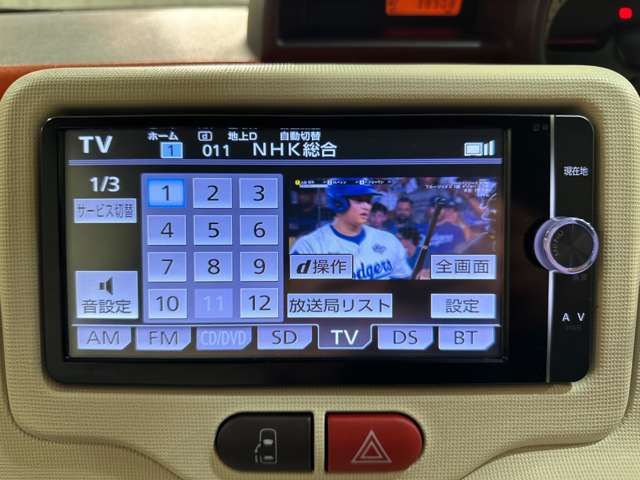 TV
ホーム d 地上D 自動切替
1 011 NHK総合
1/3
サービス切替
1 2 3
4 5 6
7 8 9
10 11 12
音設定
Dodgers
d操作
全画面
放送局リスト
設定
AM FM CD/DVD SD TV DS BT
現在地
AV